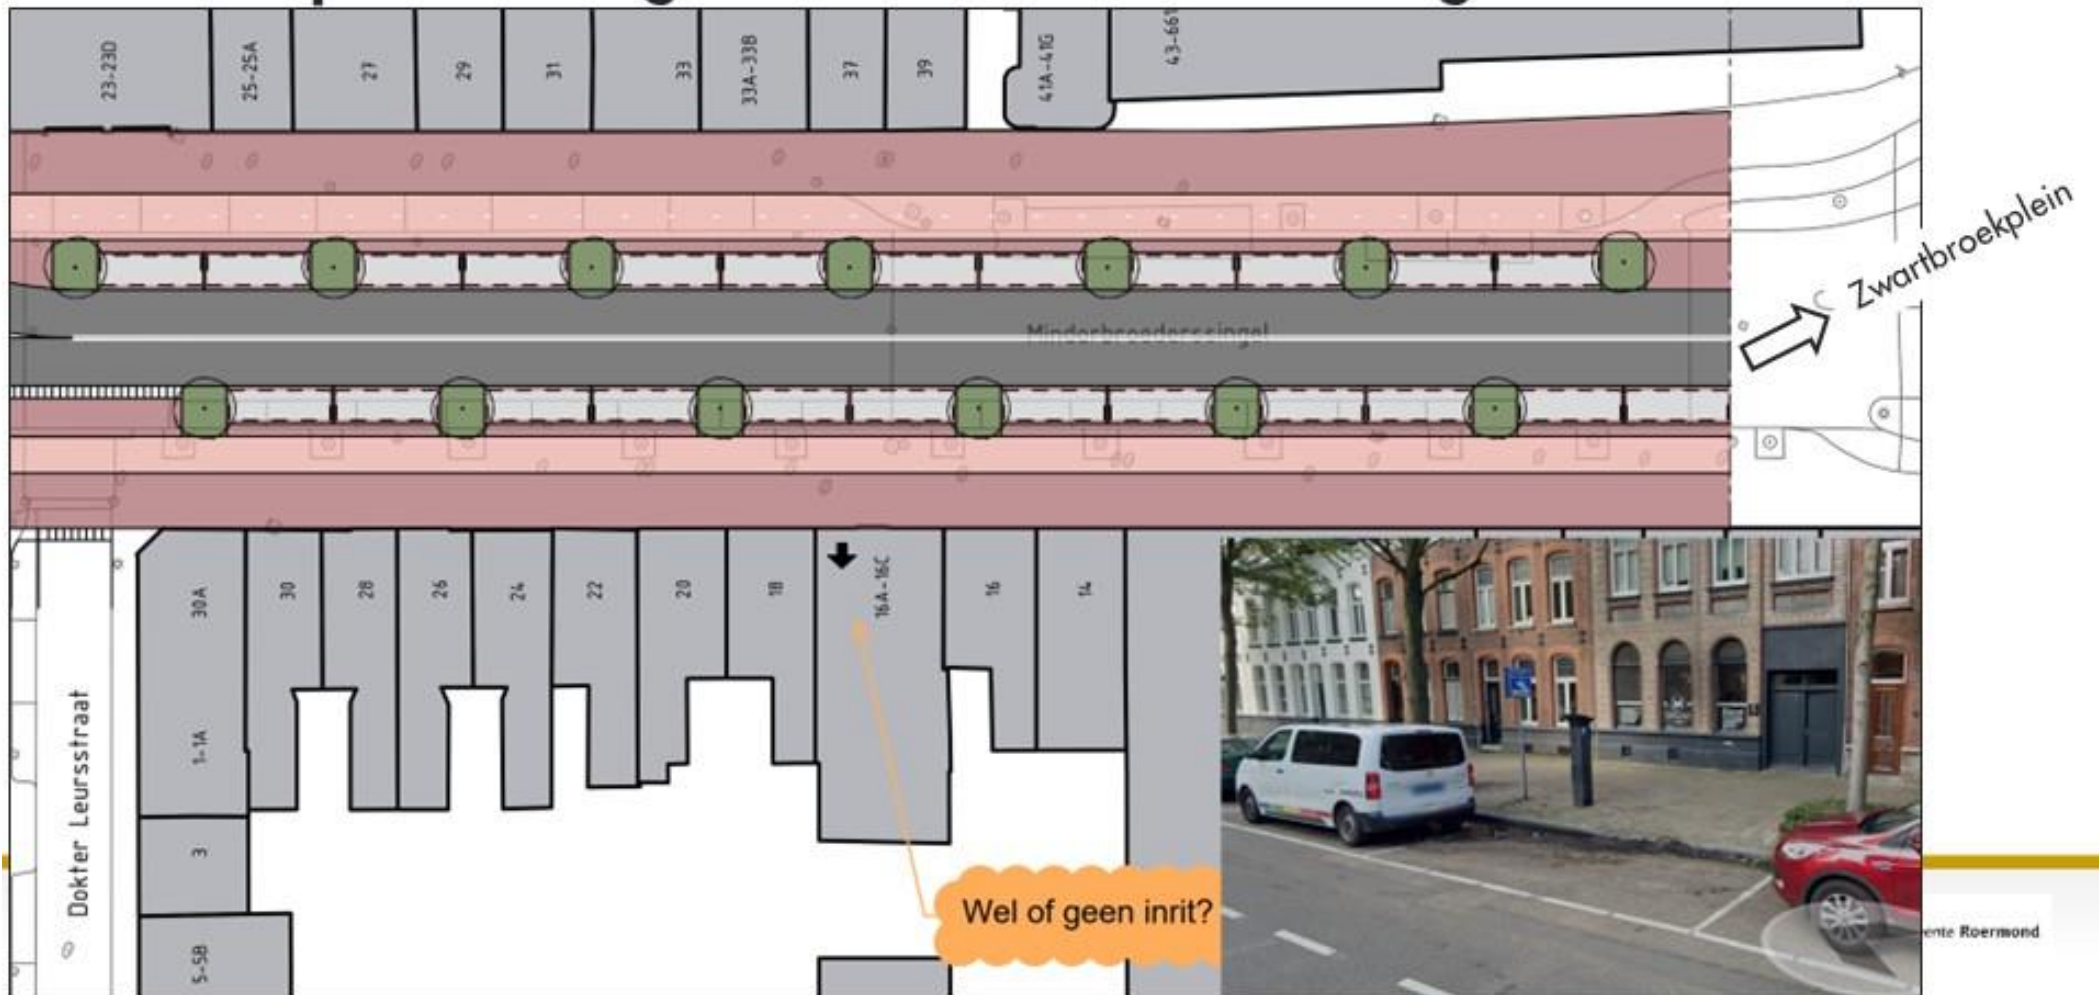 23-23D
25-25A
27
29
31
33
33A-33B
37
39
41A-41G
43-661
Zwartbroekplein
Minderbroederssingel
30A
30
28
26
24
22
20
18
16A-16C
16
14
1-1A
3
5-5B
Dokter Leursstraat
Wel of geen inrit?
ente Roermond